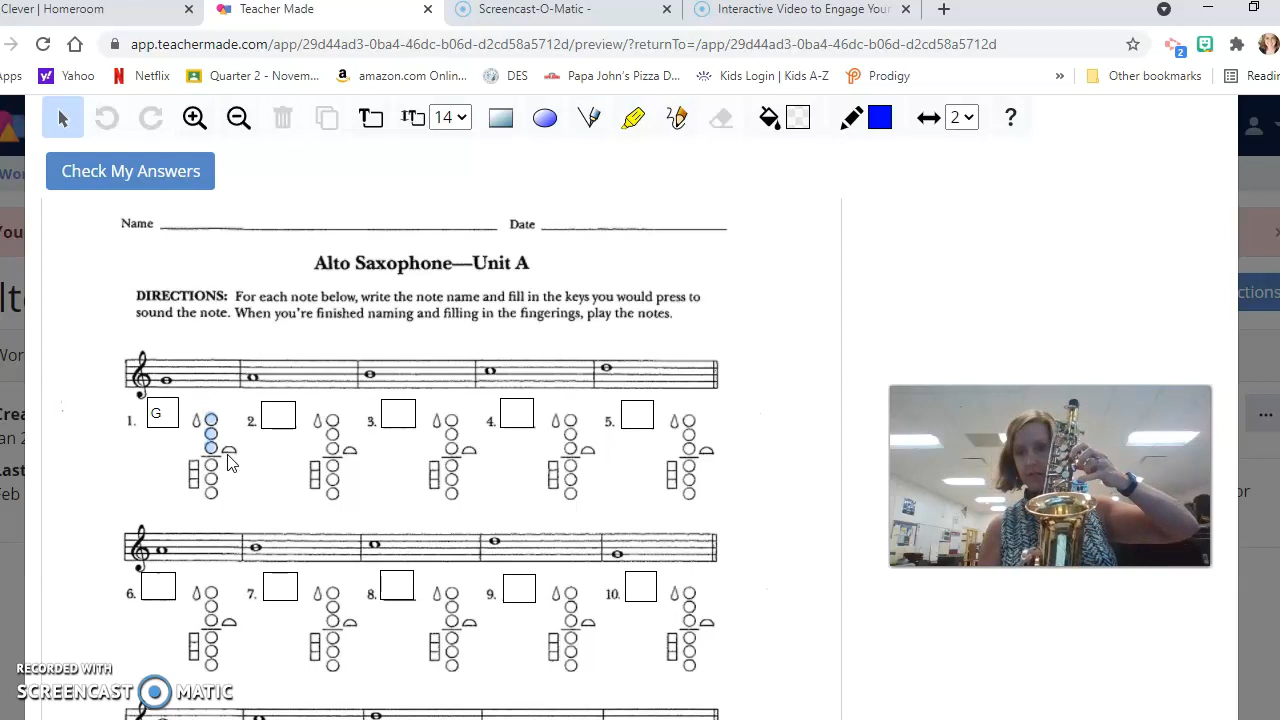 Clever | Homeroom
Teacher Made
Screencast-O-Matic -
Interactive Video to Engage Your
app.teachermade.com/app/29d44ad3-0ba4-46dc-b06d-d2cd58a5712d/preview/?returnTo=/app/29d44ad3-0ba4-46dc-b06d-d2cd58a5712d
2
Yahoo
Netflix
Quarter 2 - Novem...
amazon.com Onlin...
DES
Papa John's Pizza D...
Kids Login | Kids A-Z
Prodigy
»
Other bookmarks
14
2
?
Check My Answers
Name
Date
Alto Saxophone—Unit A
DIRECTIONS: For each note below, write the note name and fill in the keys you would press to
sound the note. When you're finished naming and filling in the fingerings, play the notes.
1. G 2. 3. 4. 5.
6. 7. 8. 9. 10.
RECORDED WITH
SCREENCAST MATIC